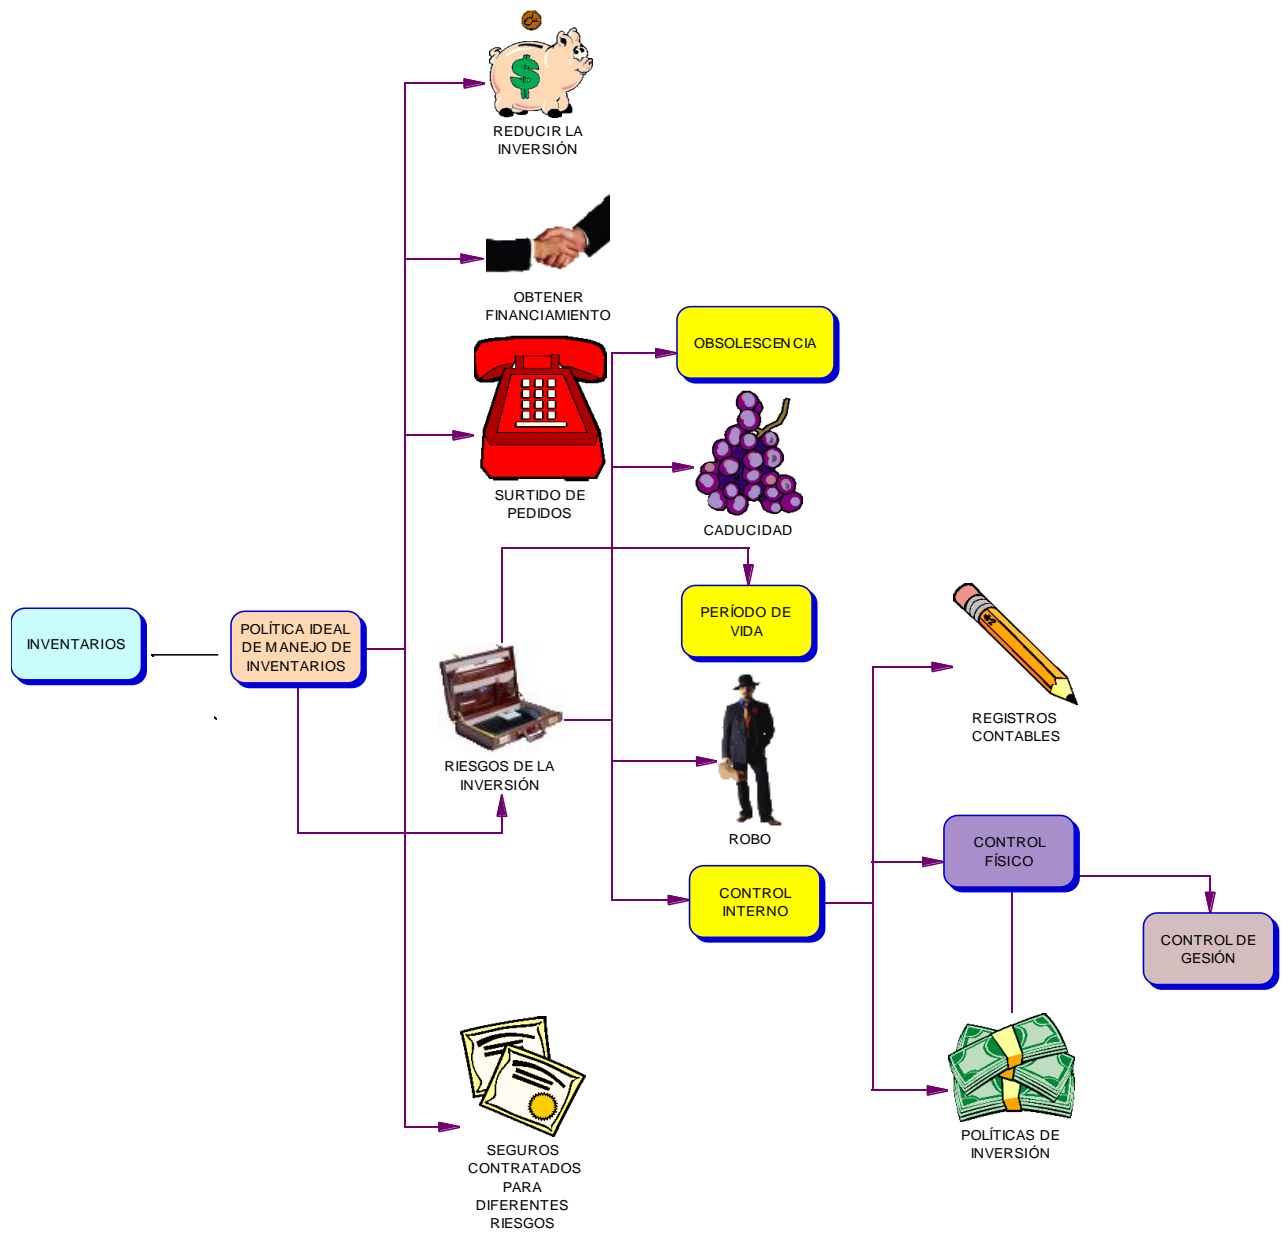 REDUCIR LA
INVERSIÓN
OBTENER
FINANCIAMIENTO
OBSOLESCENCIA
SURTIDO DE
PEDIDOS
CADUCIDAD
INVENTARIOS
POLÍTICA IDEAL
DE MANEJO DE
INVENTARIOS
PERÍODO DE
VIDA
#2
REGISTROS
CONTABLES
RIESGOS DE LA
INVERSIÓN
ROBO
CONTROL
FÍSICO
CONTROL
INTERNO
CONTROL DE
GESIÓN
POLÍTICAS DE
INVERSIÓN
SEGUROS
CONTRATADOS
PARA
DIFERENTES
RIESGOS